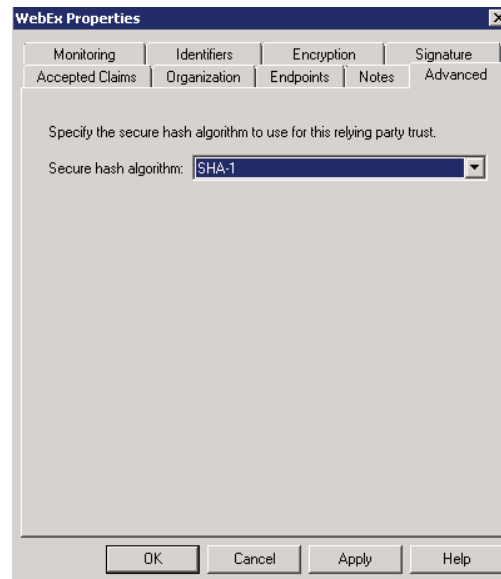 WebEx Properties
Monitoring Identifiers Encryption Signature
Accepted Claims Organization Endpoints Notes Advanced
Specify the secure hash algorithm to use for this relying party trust.
Secure hash algorithm: SHA-1
OK Cancel Apply Help